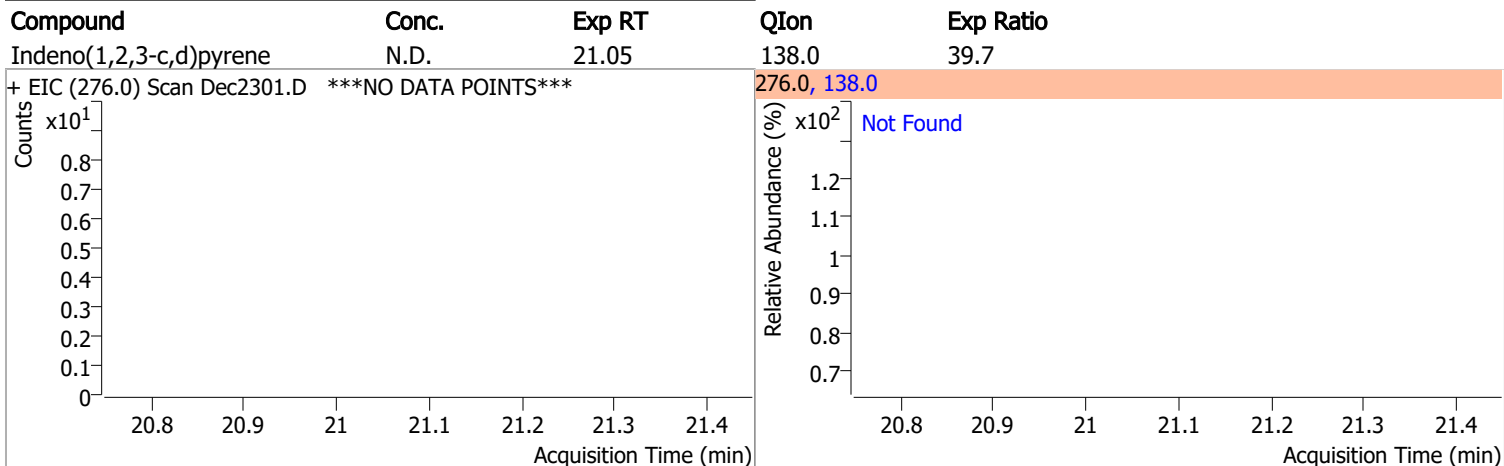 Compound Conc. Exp RT QIon Exp Ratio
Indeno(1,2,3-c,d)pyrene N.D. 21.05 138.0 39.7
+ EIC (276.0) Scan Dec2301.D ***NO DATA POINTS***
Counts
x10¹
0.8
0.7
0.6
0.5
0.4
0.3
0.2
0.1
0
20.8 20.9 21 21.1 21.2 21.3 21.4
Acquisition Time (min)
276.0, 138.0
Relative Abundance (%)
x10²
Not Found
1.2
1.1
1
0.9
0.8
0.7
20.8 20.9 21 21.1 21.2 21.3 21.4
Acquisition Time (min)